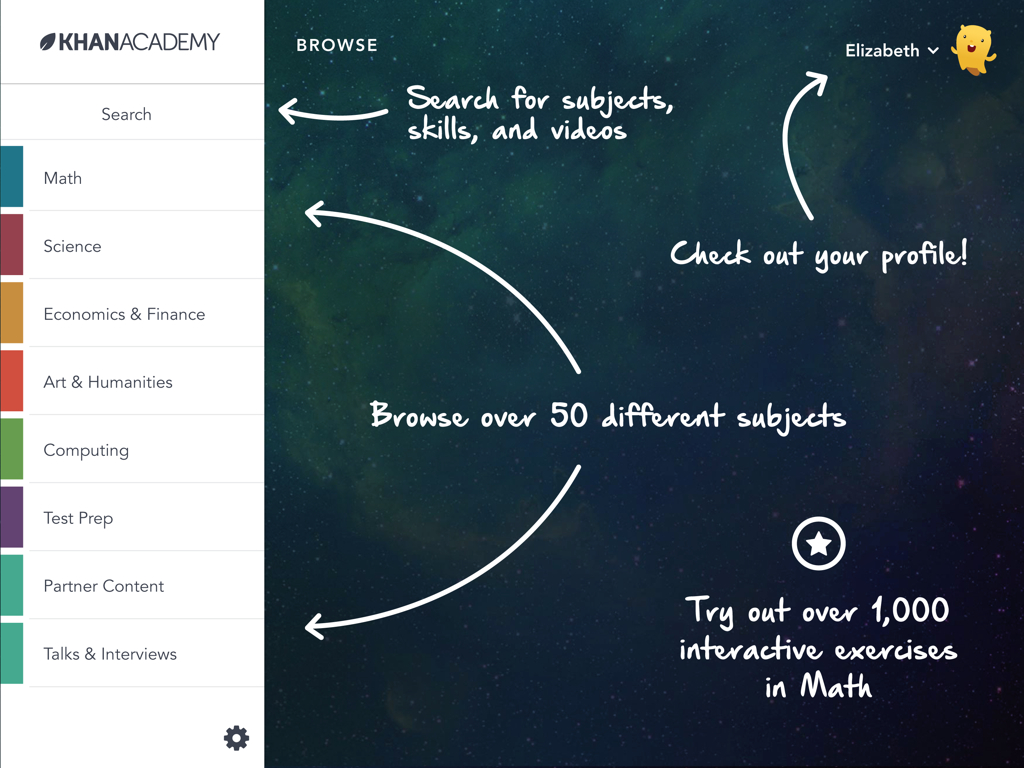 KHANACADEMY
Search
Math
Science
Economics & Finance
Art & Humanities
Computing
Test Prep
Partner Content
Talks & Interviews
BROWSE
Elizabeth
Search for subjects,
skills, and videos
Check out your profile!
Browse over 50 different subjects
Try out over 1,000
interactive exercises
in Math